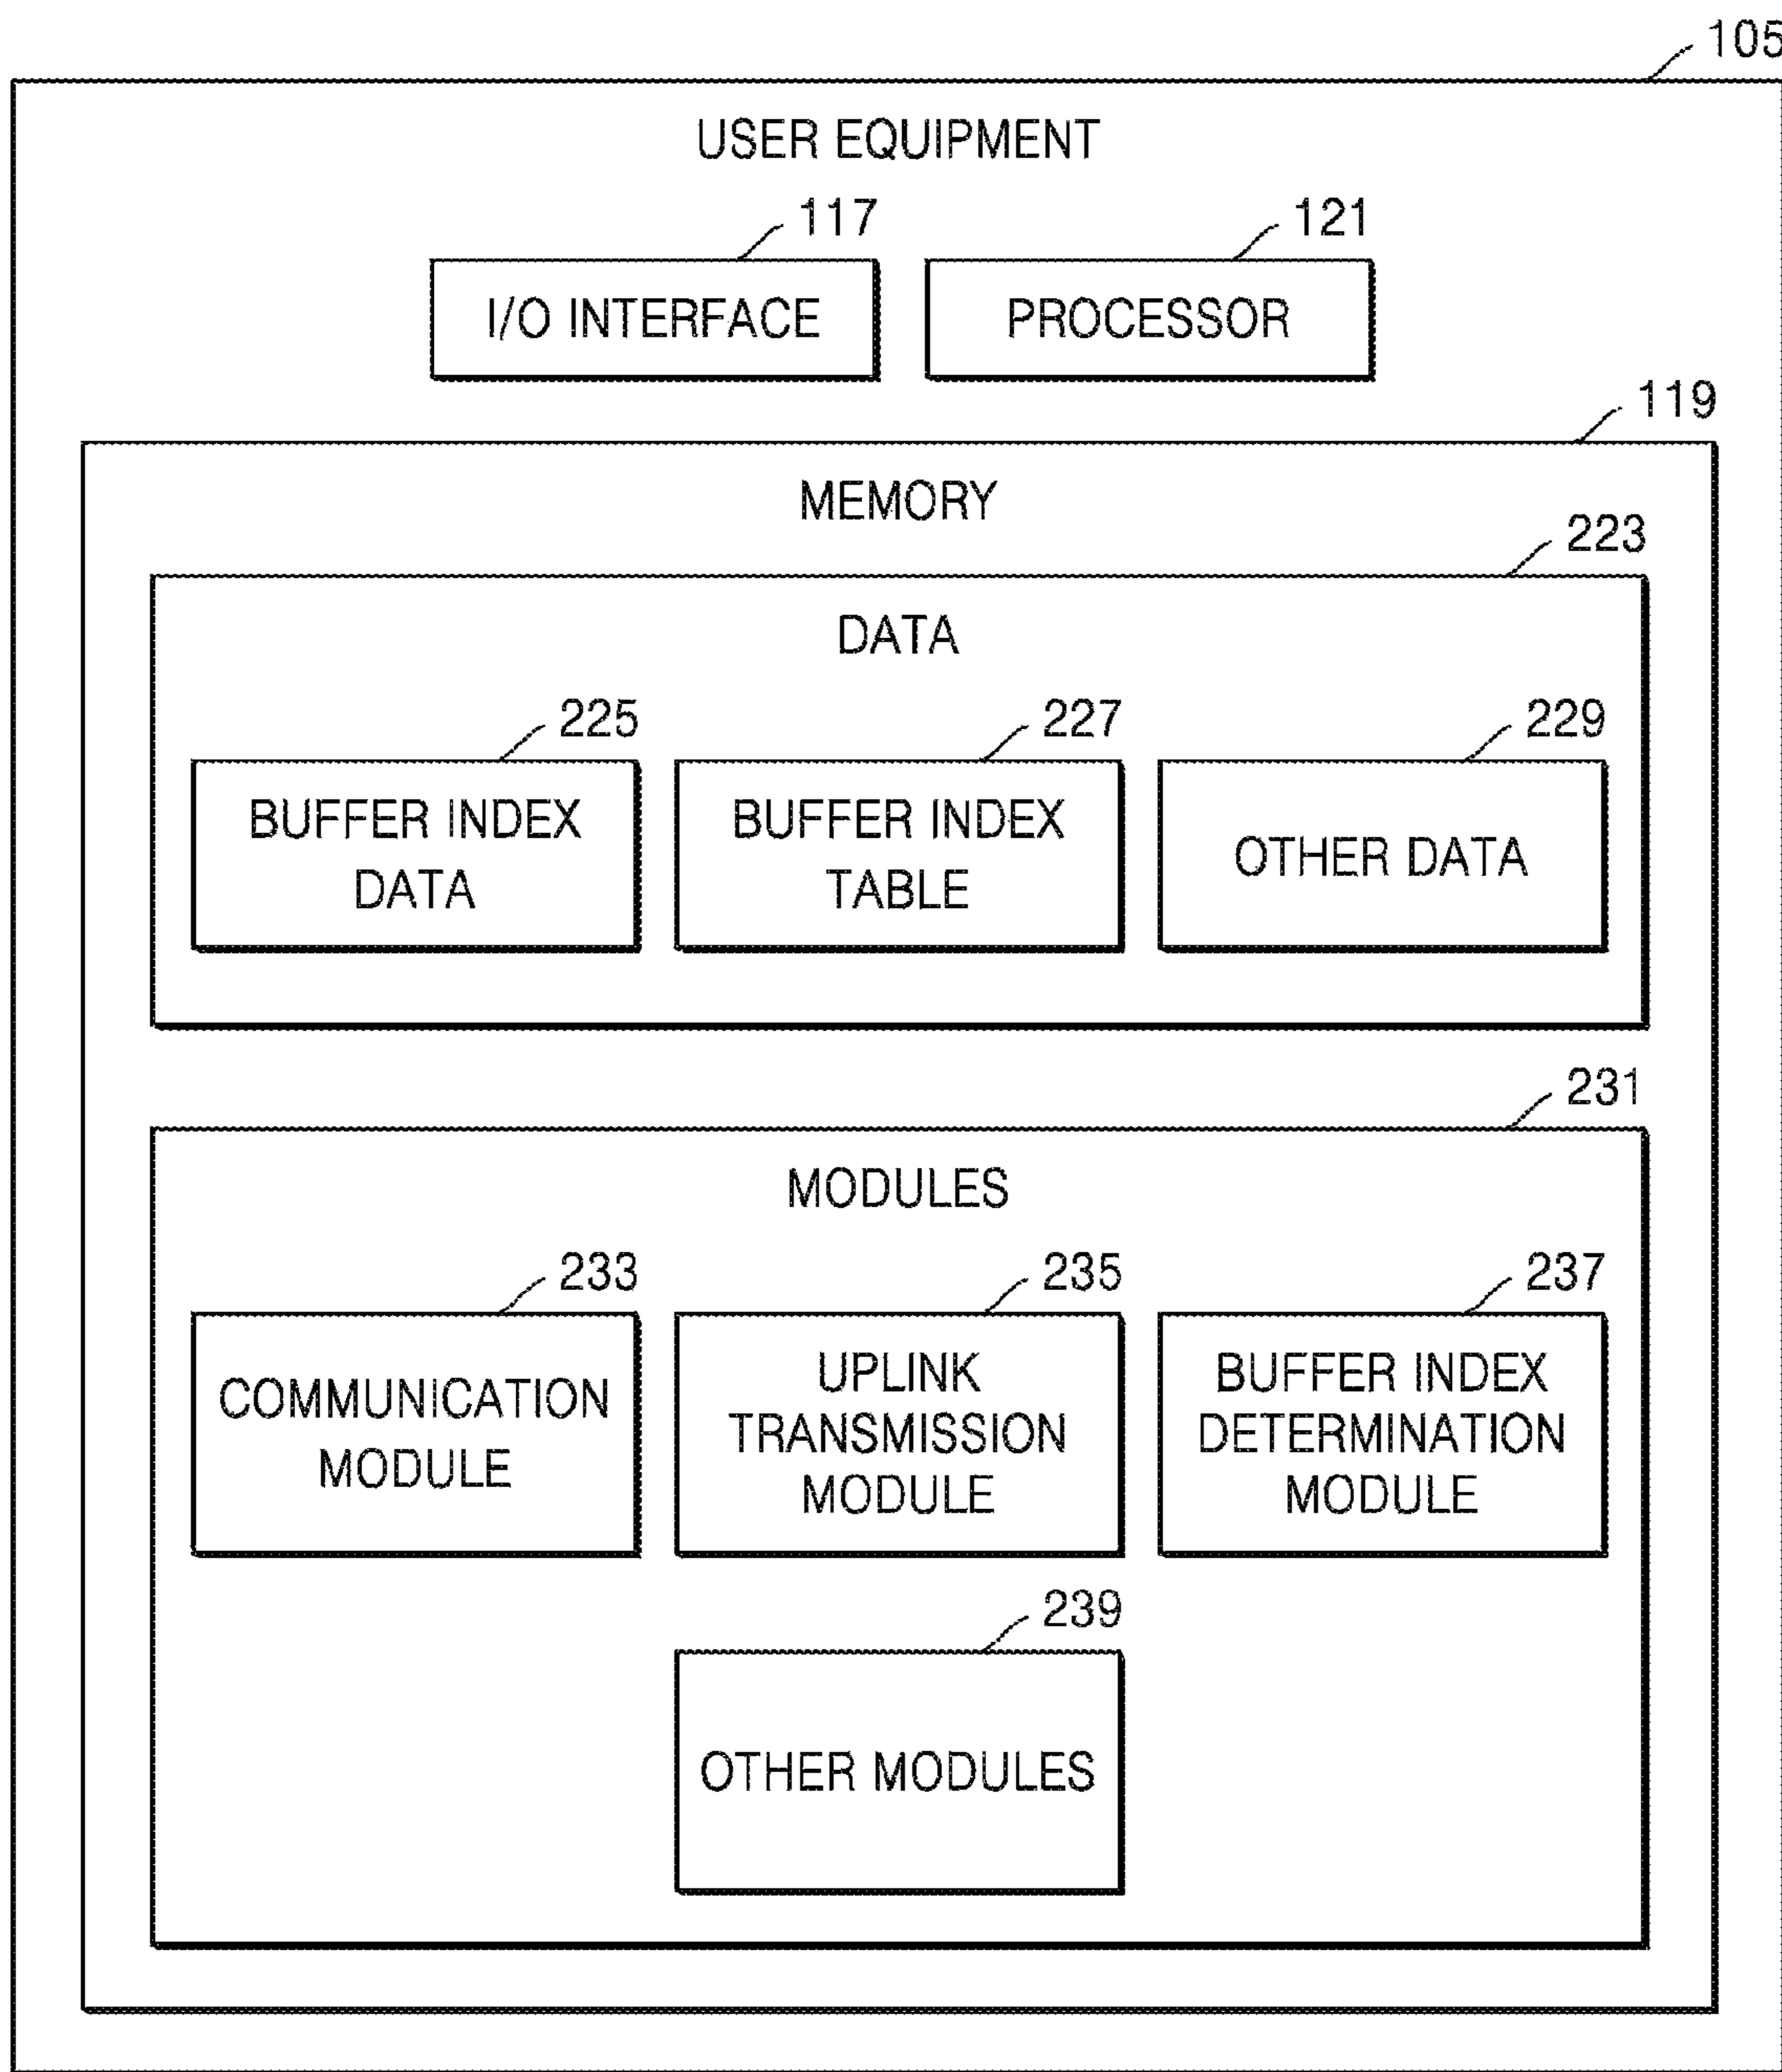 105
USER EQUIPMENT
117
121
I/O INTERFACE
PROCESSOR
119
MEMORY
223
DATA
225
227
229
BUFFER INDEX
DATA
BUFFER INDEX
TABLE
OTHER DATA
231
MODULES
233
235
237
COMMUNICATION
MODULE
UPLINK
TRANSMISSION
MODULE
BUFFER INDEX
DETERMINATION
MODULE
239
OTHER MODULES